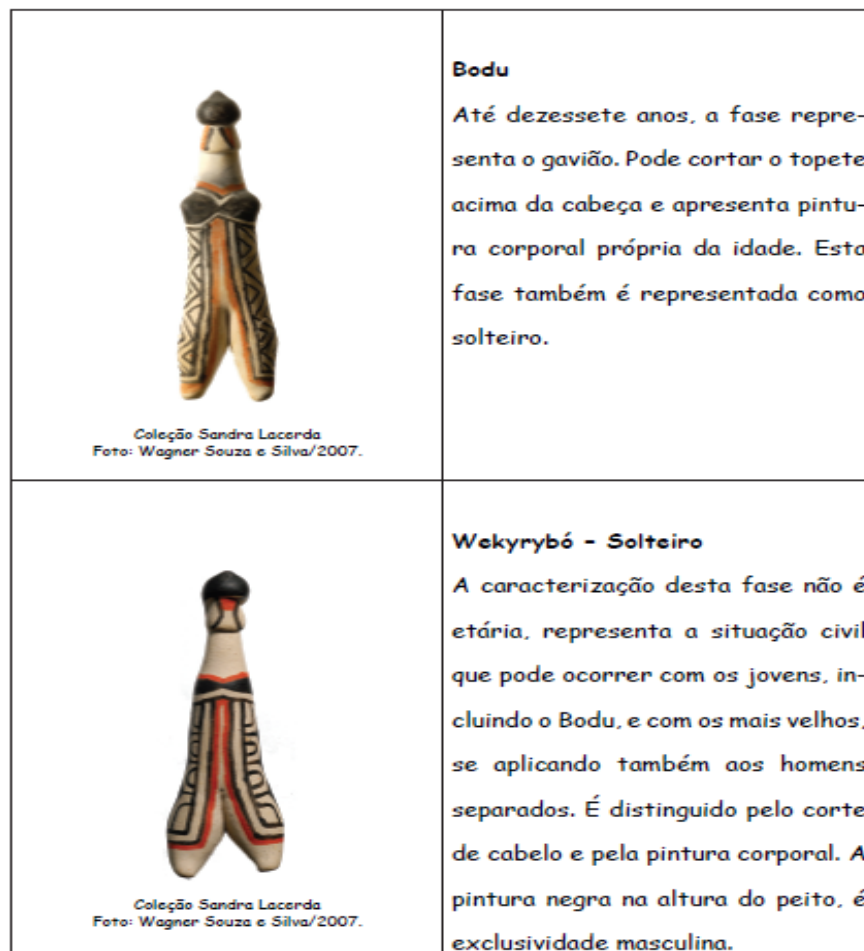 Bodu
Até dezessete anos, a fase repre-
senta o gavião. Pode cortar o topete
acima da cabeça e apresenta pintu-
ra corporal própria da idade. Esta
fase também é representada como
solteiro.
Coleção Sandra Lacerda
Foto: Wagner Souza e Silva/2007.
Wekyrybó - Solteiro
A caracterização desta fase não é
etária, representa a situação civil
que pode ocorrer com os jovens, in-
cluindo o Bodu, e com os mais velhos,
se aplicando também aos homens
separados. É distinguido pelo corte
de cabelo e pela pintura corporal. A
pintura negra na altura do peito, é
exclusividade masculina.
Coleção Sandra Lacerda
Foto: Wagner Souza e Silva/2007.